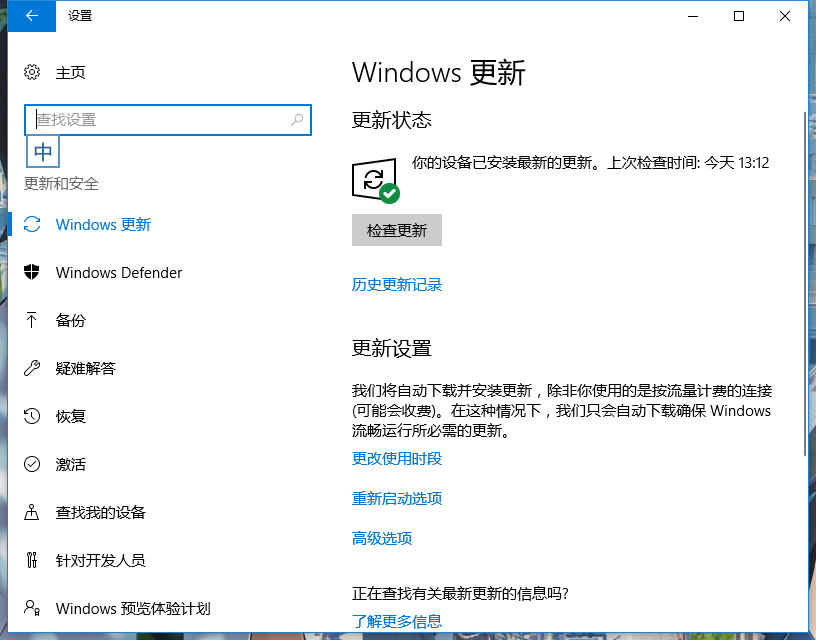 设置
主页
查找设置
中
更新和安全
Windows 更新
Windows Defender
备份
疑难解答
恢复
激活
查找我的设备
针对开发人员
Windows 预览体验计划
Windows 更新
更新状态
你的设备已安装最新的更新。上次检查时间: 今天 13:12
检查更新
历史更新记录
更新设置
我们将自动下载并安装更新，除非你使用的是按流量计费的连接
(可能会收费)。在这种情况下，我们只会自动下载确保 Windows
流畅运行所必需的更新。
更改使用时段
重新启动选项
高级选项
正在查找有关最新更新的信息吗?
了解更多信息